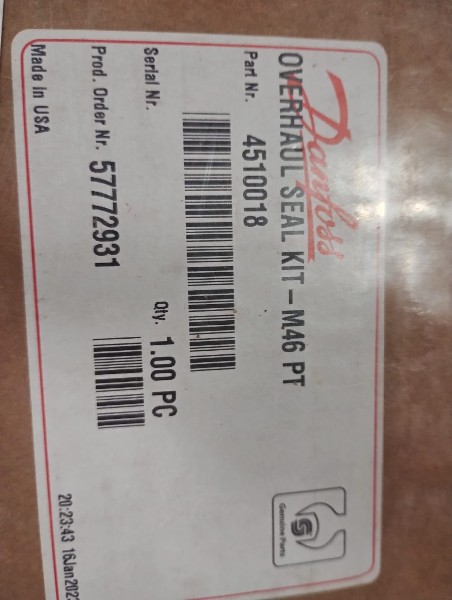 Danfoss
OVERHAUL SEAL KIT - M46 PT
Part Nr. 4510018
Serial Nr.
Qty. 1.00 PC
Prod. Order Nr. 57772931
Made in USA
20:23:43 16Jan202
Genuine Parts